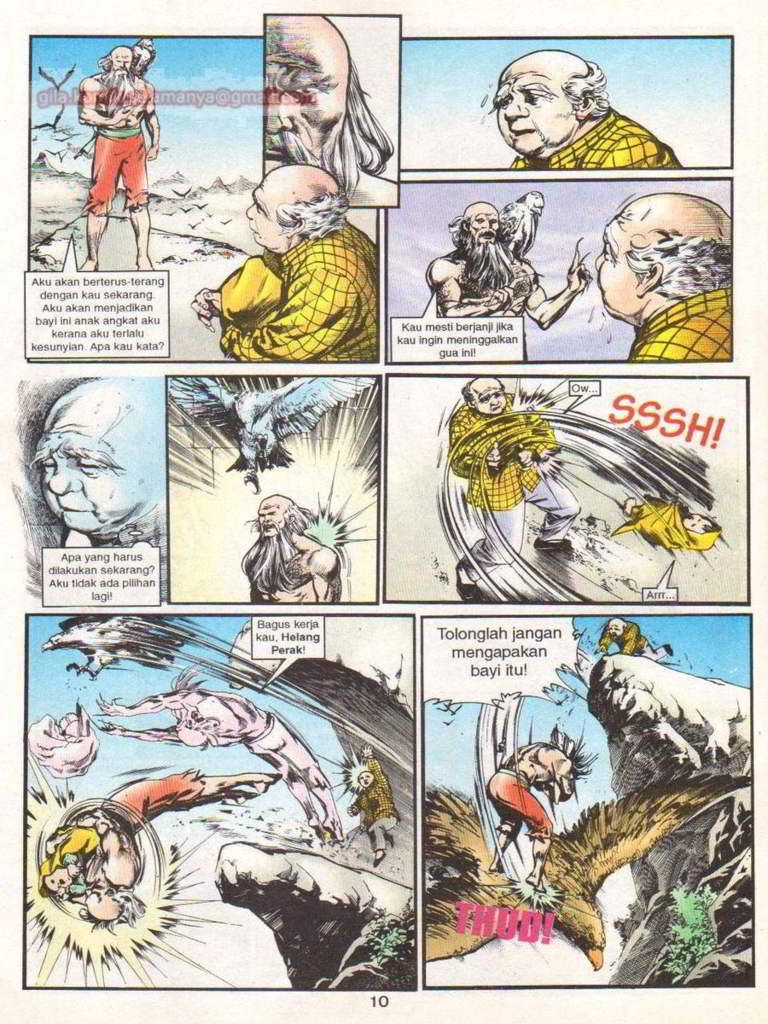 Aku akan berterus-terang
dengan kau sekarang.
Aku akan menjadikan
bayi ini anak angkat aku
kerana aku terlalu
kesunyian. Apa kau kata?
Kau mesti berjanji jika
kau ingin meninggalkan
gua ini!
Apa yang harus
dilakukan sekarang?
Aku tidak ada pilihan
lagi!
Ow...
SSSH!
Arrr...
Bagus kerja
kau, Helang
Perak!
Tolonglah jangan
mengapakan
bayi itu!
THUD!
10